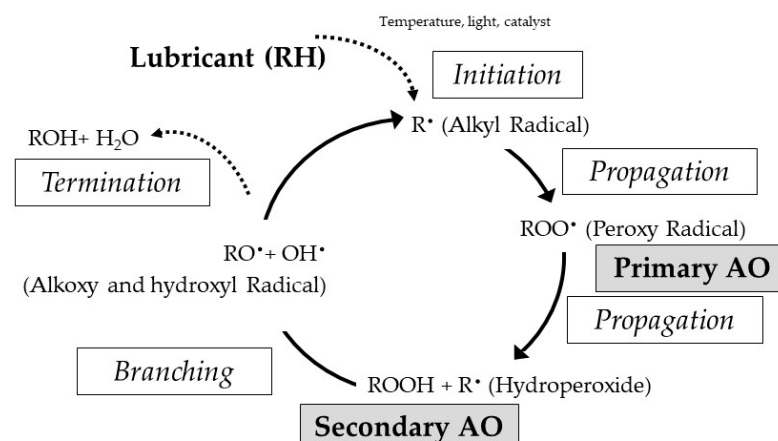 Temperature, light, catalyst
Lubricant (RH)
Initiation
R• (Alkyl Radical)
ROH+ H₂O
Termination
Propagation
ROO• (Peroxy Radical)
Primary AO
Propagation
RO•+ OH•
(Alkoxy and hydroxyl Radical)
Branching
ROOH + R• (Hydroperoxide)
Secondary AO